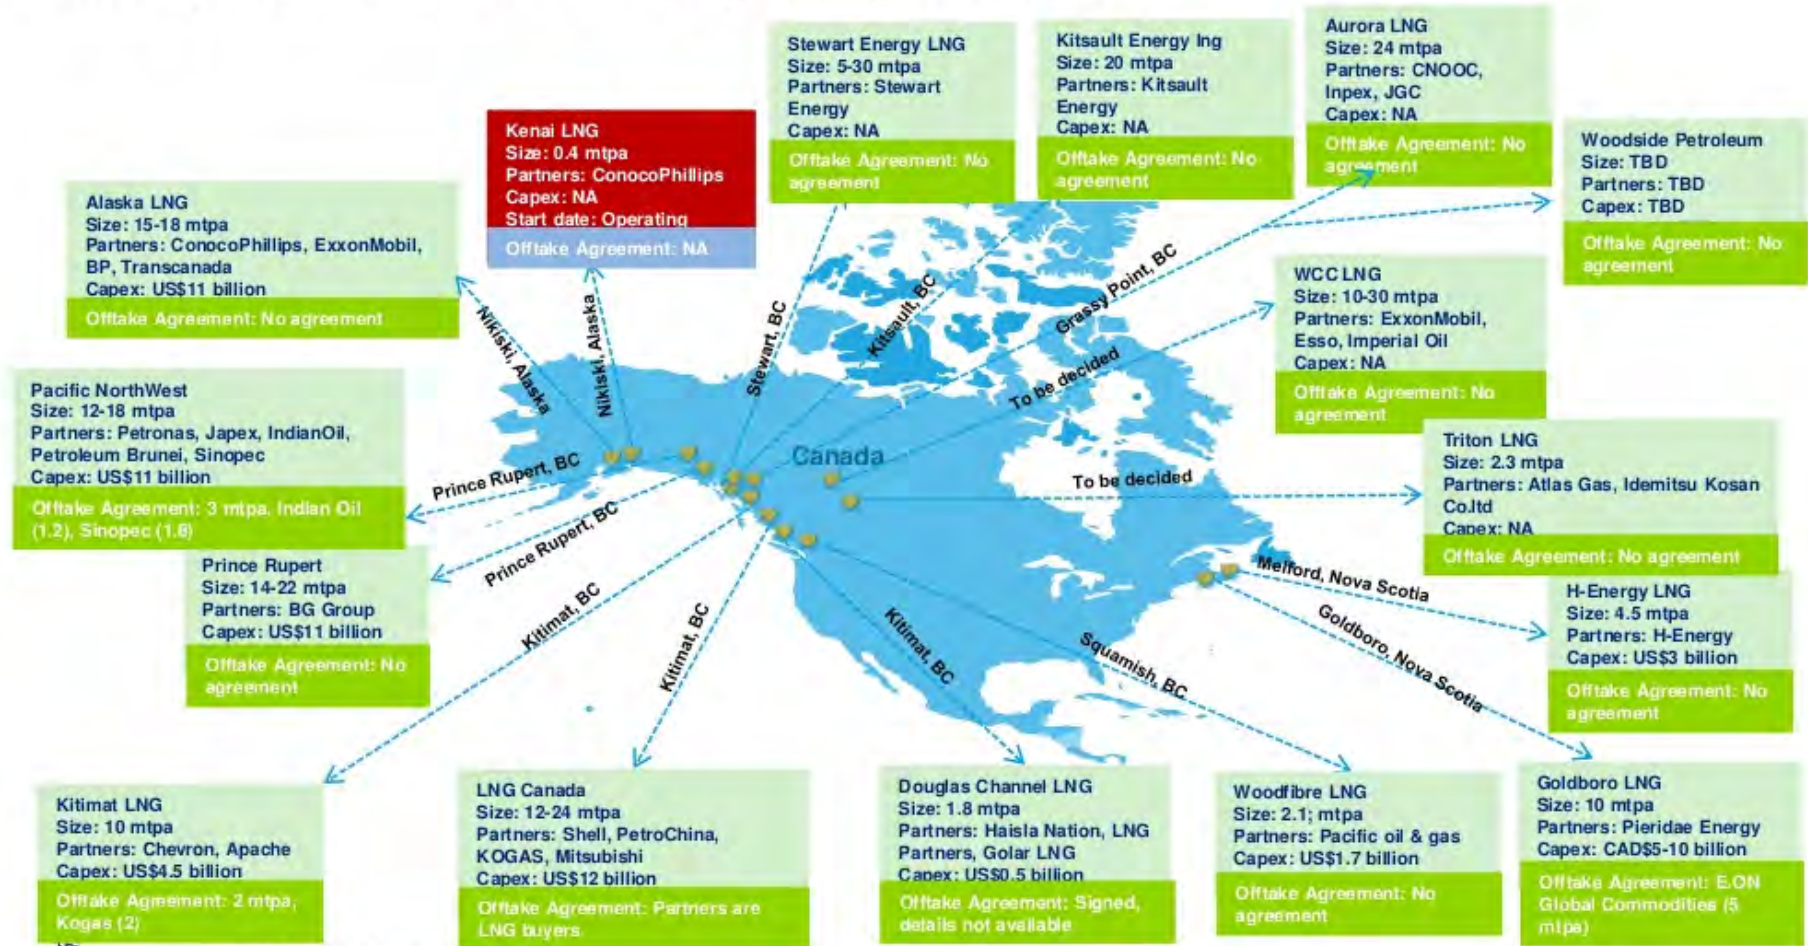 Stewart Energy LNG
Size: 5-30 mtpa
Partners: Stewart
Energy
Capex: NA
Offtake Agreement: No
agreement
Kitsault Energy lng
Size: 20 mtpa
Partners: Kitsault
Energy
Capex: NA
Offtake Agreement: No
agreement
Aurora LNG
Size: 24 mtpa
Partners: CNOOC,
Inpex, JGC
Capex: NA
Offtake Agreement: No
agreement
Woodside Petroleum
Size: TBD
Partners: TBD
Capex: TBD
Offtake Agreement: No
agreement
Kenai LNG
Size: 0.4 mtpa
Partners: ConocoPhillips
Capex: NA
Start date: Operating
Offtake Agreement: NA
Alaska LNG
Size: 15-18 mtpa
Partners: ConocoPhillips, ExxonMobil,
BP, Transcanada
Capex: US$11 billion
Offtake Agreement: No agreement
WCC LNG
Size: 10-30 mtpa
Partners: ExxonMobil,
Esso, Imperial Oil
Capex: NA
Offtake Agreement: No
agreement
Nikiski, Alaska
Nikiski, Alaska
Stewart, BC
Kitsault, BC
Grassy Point, BC
To be decided
Pacific NorthWest
Size: 12-18 mtpa
Partners: Petronas, Japex, IndianOil,
Petroleum Brunei, Sinopec
Capex: US$11 billion
Offtake Agreement: 3 mtpa, Indian Oil
(1.2), Sinopec (1.8)
Prince Rupert, BC
Canada
To be decided
Triton LNG
Size: 2.3 mtpa
Partners: Atlas Gas, Idemitsu Kosan
Co.ltd
Capex: NA
Offtake Agreement: No agreement
Prince Rupert
Size: 14-22 mtpa
Partners: BG Group
Capex: US$11 billion
Offtake Agreement: No
agreement
Prince Rupert, BC
Kitimat, BC
Kitimat, BC
Kitimat, BC
Squamish, BC
Melford, Nova Scotia
Goldboro, Nova Scotia
H-Energy LNG
Size: 4.5 mtpa
Partners: H-Energy
Capex: US$3 billion
Offtake Agreement: No
agreement
Kitimat LNG
Size: 10 mtpa
Partners: Chevron, Apache
Capex: US$4.5 billion
Offtake Agreement: 2 mtpa,
Kogas (2)
LNG Canada
Size: 12-24 mtpa
Partners: Shell, PetroChina,
KOGAS, Mitsubishi
Capex: US$12 billion
Offtake Agreement: Partners are
LNG buyers
Douglas Channel LNG
Size: 1.8 mtpa
Partners: Haisla Nation, LNG
Partners, Golar LNG
Capex: US$0.5 billion
Offtake Agreement: Signed,
details not available
Woodfibre LNG
Size: 2.1; mtpa
Partners: Pacific oil & gas
Capex: US$1.7 billion
Offtake Agreement: No
agreement
Goldboro LNG
Size: 10 mtpa
Partners: Pieridae Energy
Capex: CAD$5-10 billion
Offtake Agreement: E.ON
Global Commodities (5
mtpa)